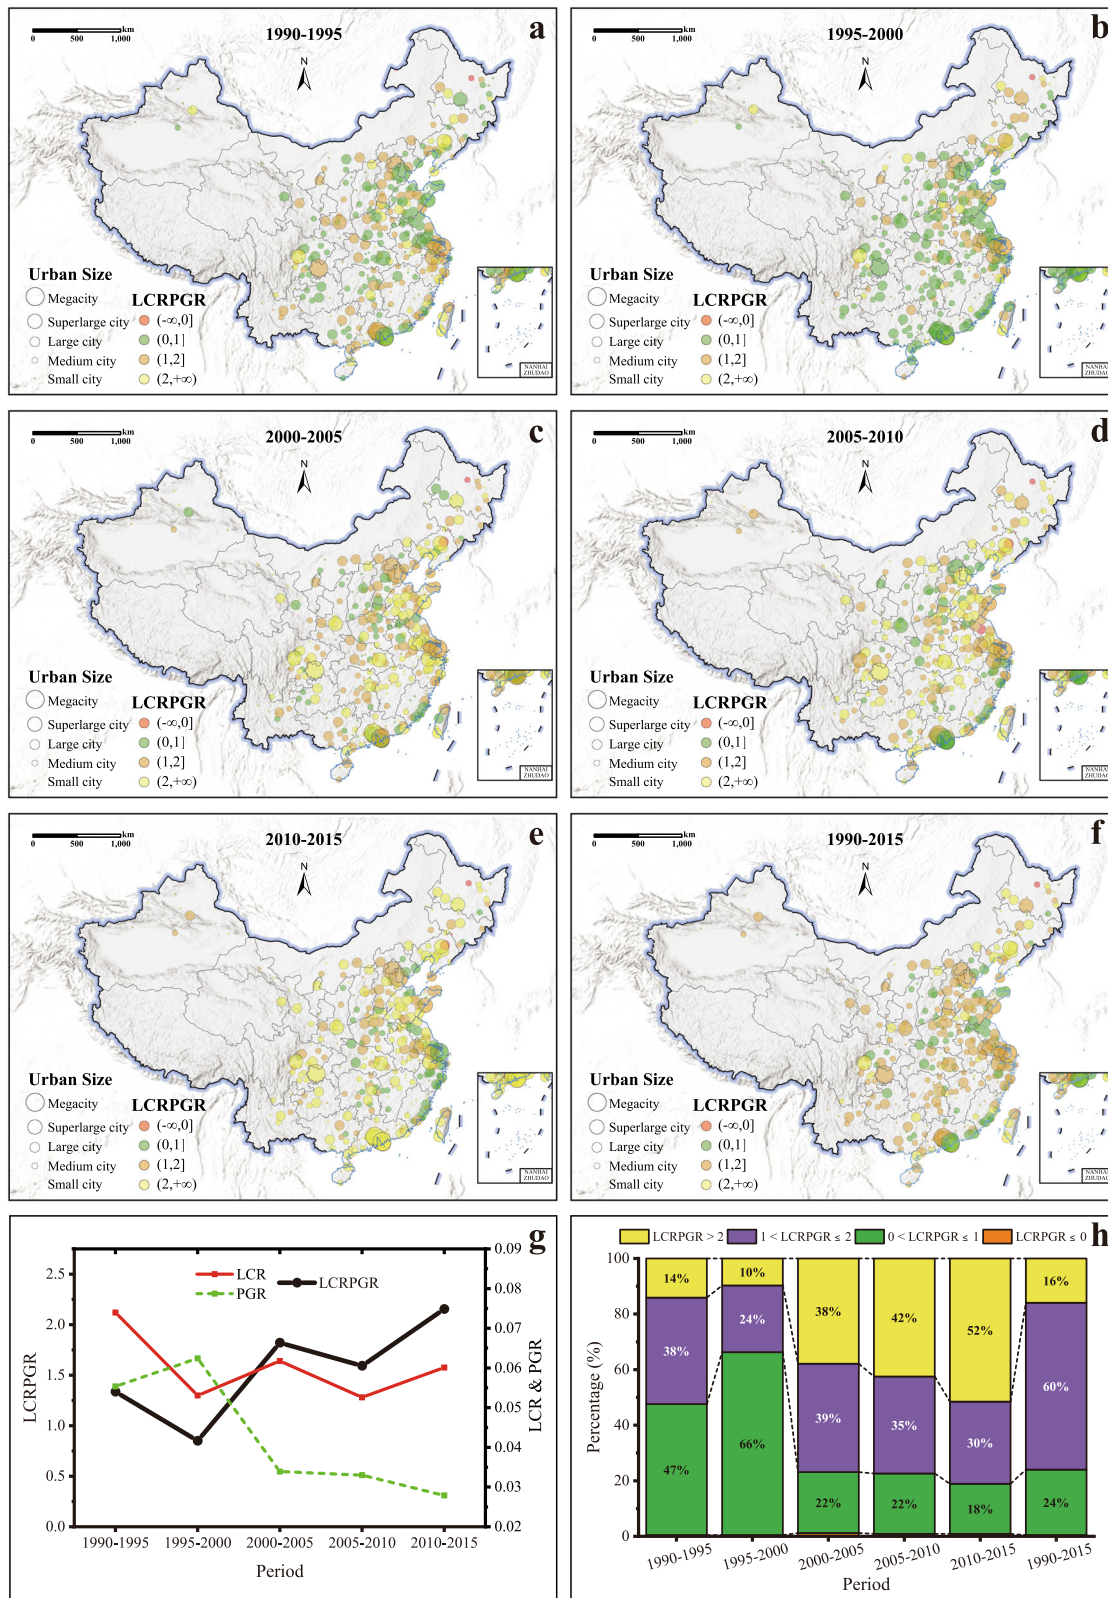 1990-1995
a
km
0 500 1,000
N
Urban Size
Megacity
Superlarge city
Large city
Medium city
Small city
LCRPGR
(-∞,0]
(0,1]
(1,2]
(2,+∞)
NANHAI
ZHUDAO
1995-2000
b
km
0 500 1,000
N
Urban Size
Megacity
Superlarge city
Large city
Medium city
Small city
LCRPGR
(-∞,0]
(0,1]
(1,2]
(2,+∞)
NANHAI
ZHUDAO
2000-2005
c
km
0 500 1,000
N
Urban Size
Megacity
Superlarge city
Large city
Medium city
Small city
LCRPGR
(-∞,0]
(0,1]
(1,2]
(2,+∞)
NANHAI
ZHUDAO
2005-2010
d
km
0 500 1,000
N
Urban Size
Megacity
Superlarge city
Large city
Medium city
Small city
LCRPGR
(-∞,0]
(0,1]
(1,2]
(2,+∞)
NANHAI
ZHUDAO
2010-2015
e
km
0 500 1,000
N
Urban Size
Megacity
Superlarge city
Large city
Medium city
Small city
LCRPGR
(-∞,0]
(0,1]
(1,2]
(2,+∞)
NANHAI
ZHUDAO
1990-2015
f
km
0 500 1,000
N
Urban Size
Megacity
Superlarge city
Large city
Medium city
Small city
LCRPGR
(-∞,0]
(0,1]
(1,2]
(2,+∞)
NANHAI
ZHUDAO
g
LCR
PGR
LCRPGR
2.5
2.0
1.5
1.0
0.5
0.0
LCRPGR
0.09
0.08
0.07
0.06
0.05
0.04
0.03
0.02
LCR & PGR
1990-1995 1995-2000 2000-2005 2005-2010 2010-2015
Period
h
LCRPGR > 2 1 < LCRPGR ≤ 2 0 < LCRPGR ≤ 1 LCRPGR ≤ 0
100
80
60
40
20
0
Percentage (%)
14% 10% 38% 42% 52% 16%
38% 24% 39% 35% 30% 60%
47% 66% 22% 22% 18% 24%
1990-1995 1995-2000 2000-2005 2005-2010 2010-2015 1990-2015
Period